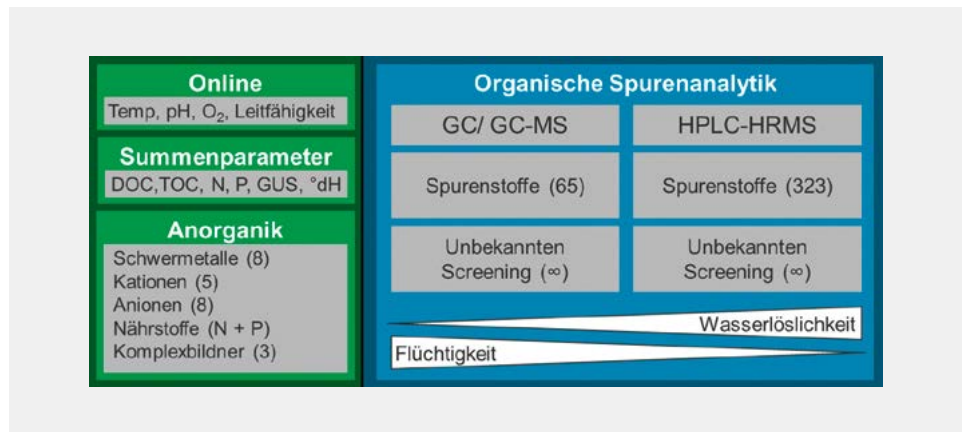 Online
Temp, pH, O₂, Leitfähigkeit
Summenparameter
DOC,TOC, N, P, GUS, °dH
Anorganik
Schwermetalle (8)
Kationen (5)
Anionen (8)
Nährstoffe (N + P)
Komplexbildner (3)
Organische Spurenanalytik
GC/ GC-MS
HPLC-HRMS
Spurenstoffe (65)
Spurenstoffe (323)
Unbekannten
Screening (∞)
Unbekannten
Screening (∞)
Wasserlöslichkeit
Flüchtigkeit